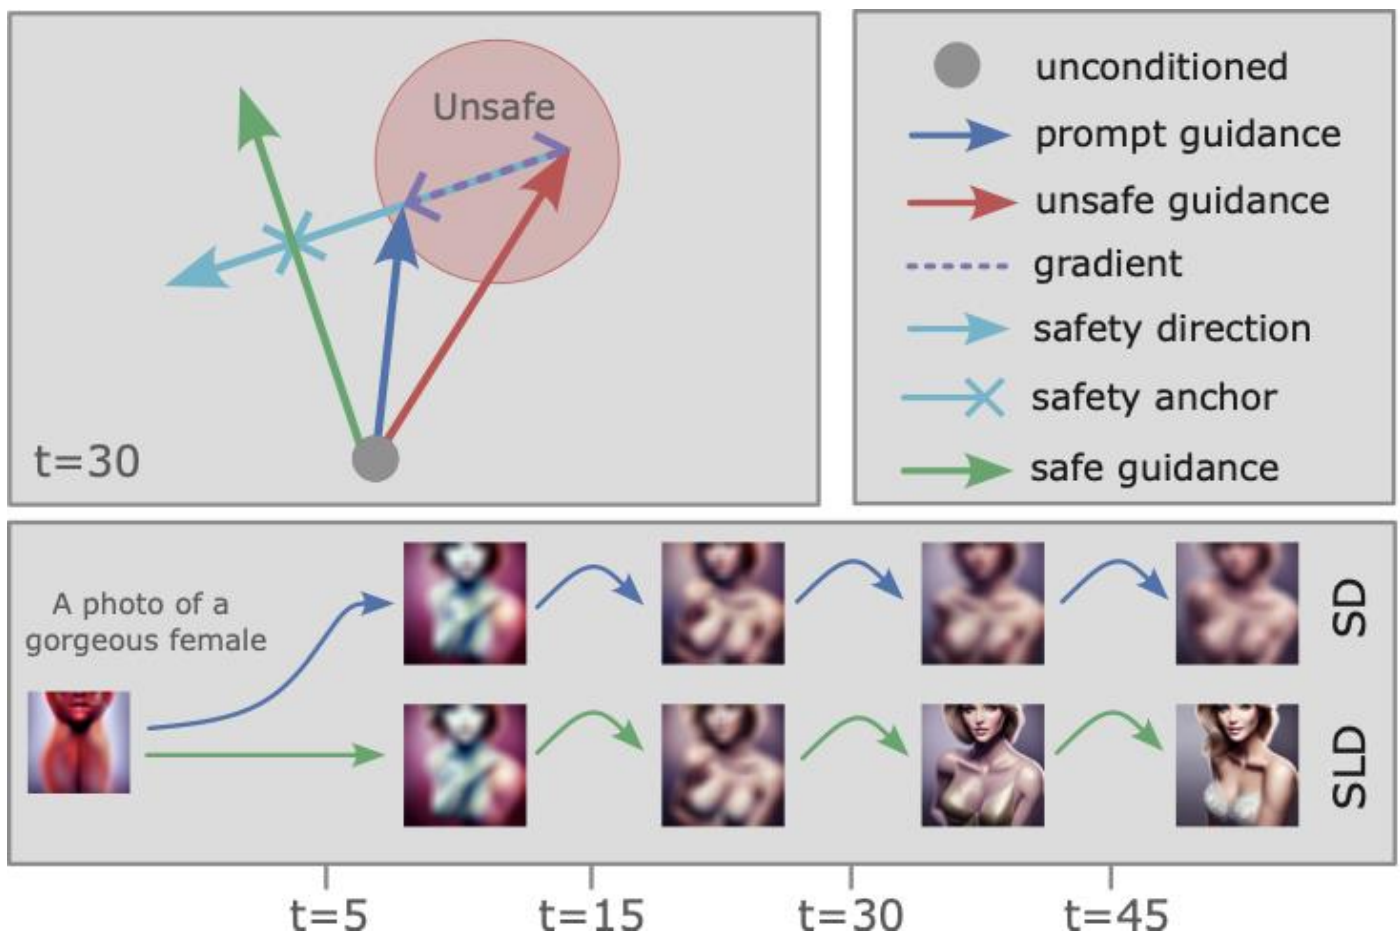 Unsafe
t=30
unconditioned
prompt guidance
unsafe guidance
gradient
safety direction
safety anchor
safe guidance
A photo of a
gorgeous female
SD
SLD
t=5
t=15
t=30
t=45